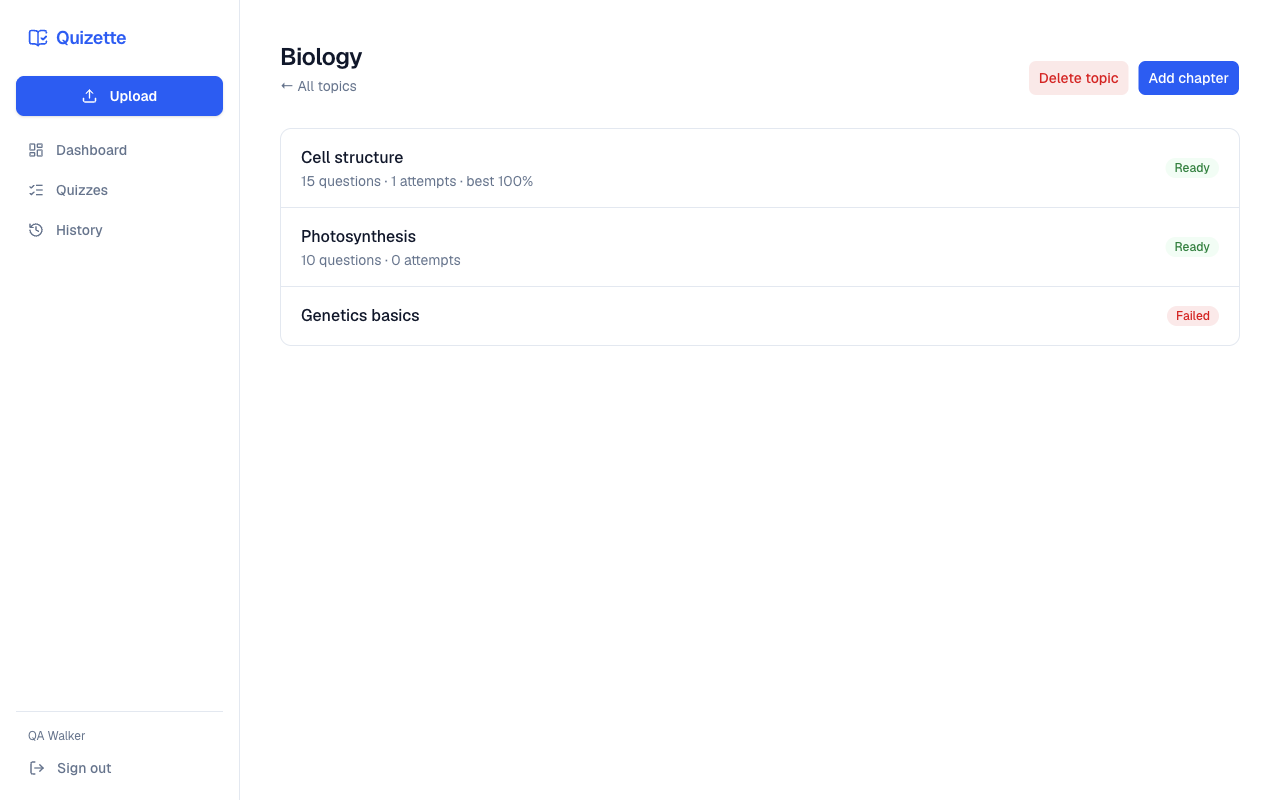 Quizette
Upload
Dashboard
Quizzes
History
QA Walker
Sign out
Biology
← All topics
Delete topic
Add chapter
Cell structure
15 questions · 1 attempts · best 100%
Ready
Photosynthesis
10 questions · 0 attempts
Ready
Genetics basics
Failed